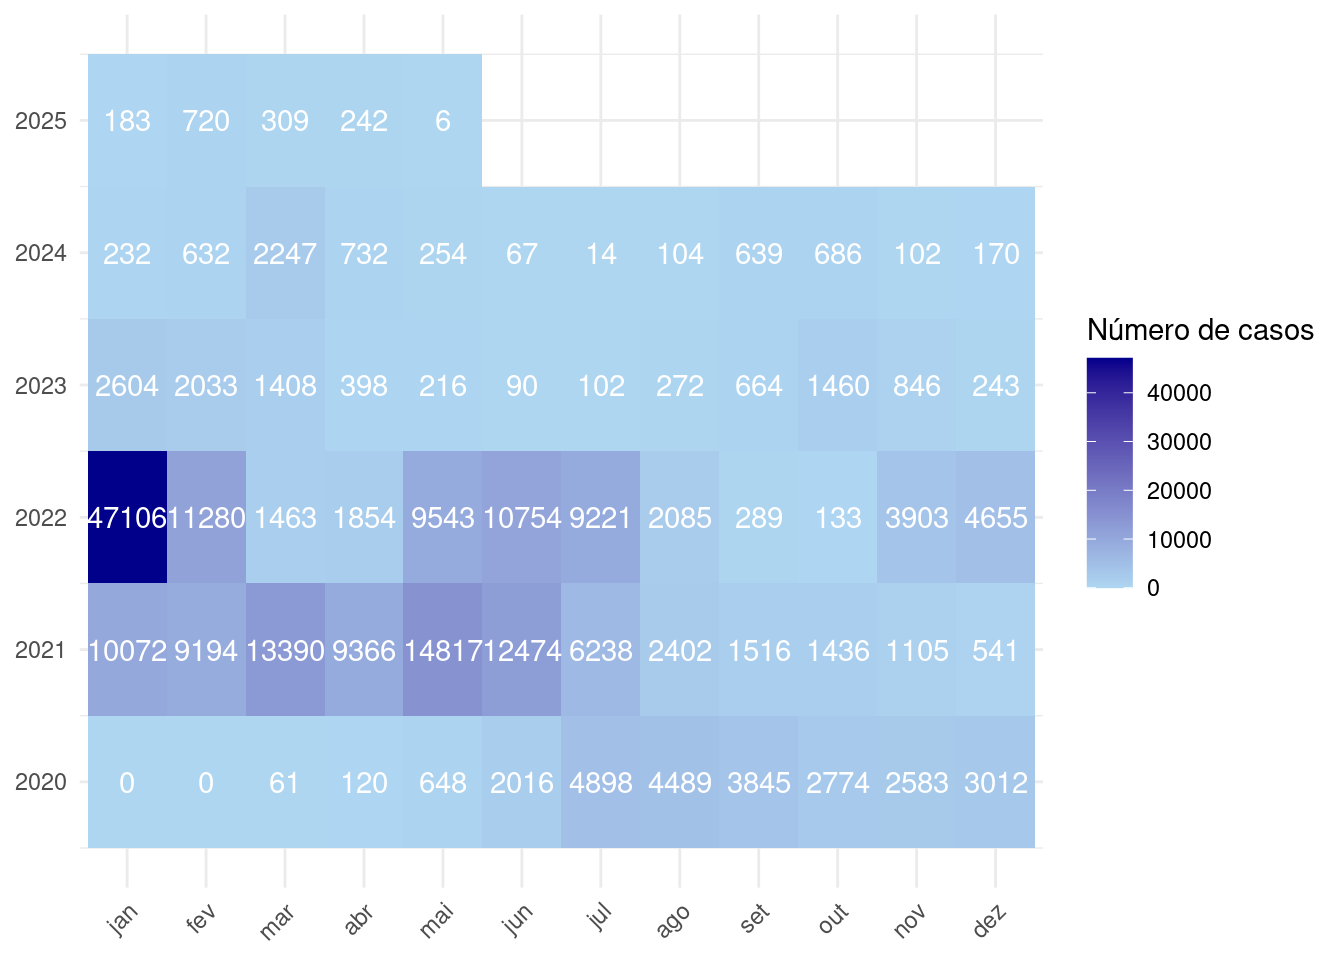 2025 183 720 309 242 6
2024 232 632 2247 732 254 67 14 104 639 686 102 170
2023 2604 2033 1408 398 216 90 102 272 664 1460 846 243
2022 47106 11280 1463 1854 9543 10754 9221 2085 289 133 3903 4655
2021 10072 9194 13390 9366 14817 12474 6238 2402 1516 1436 1105 541
2020 0 0 61 120 648 2016 4898 4489 3845 2774 2583 3012
jan fev mar abr mai jun jul ago set out nov dez
Número de casos
40000
30000
20000
10000
0